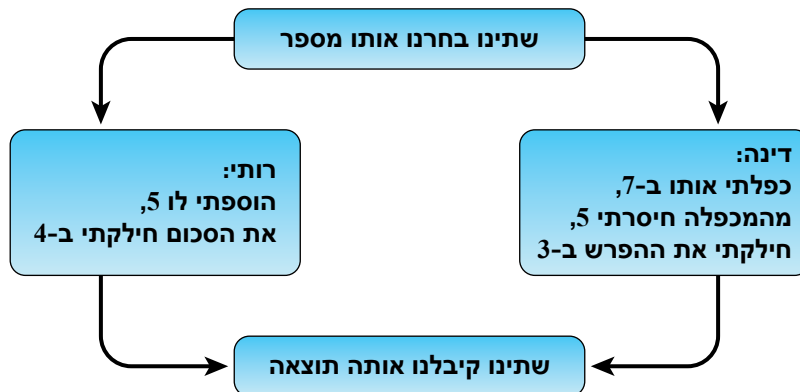 שתינו בחרנו אותו מספר
דינה:
כפלתי אותו ב-7,
מהמכפלה חיסרתי 5,
חילקתי את ההפרש ב-3
רותי:
הוספתי לו 5,
את הסכום חילקתי ב-4
שתינו קיבלנו אותה תוצאה